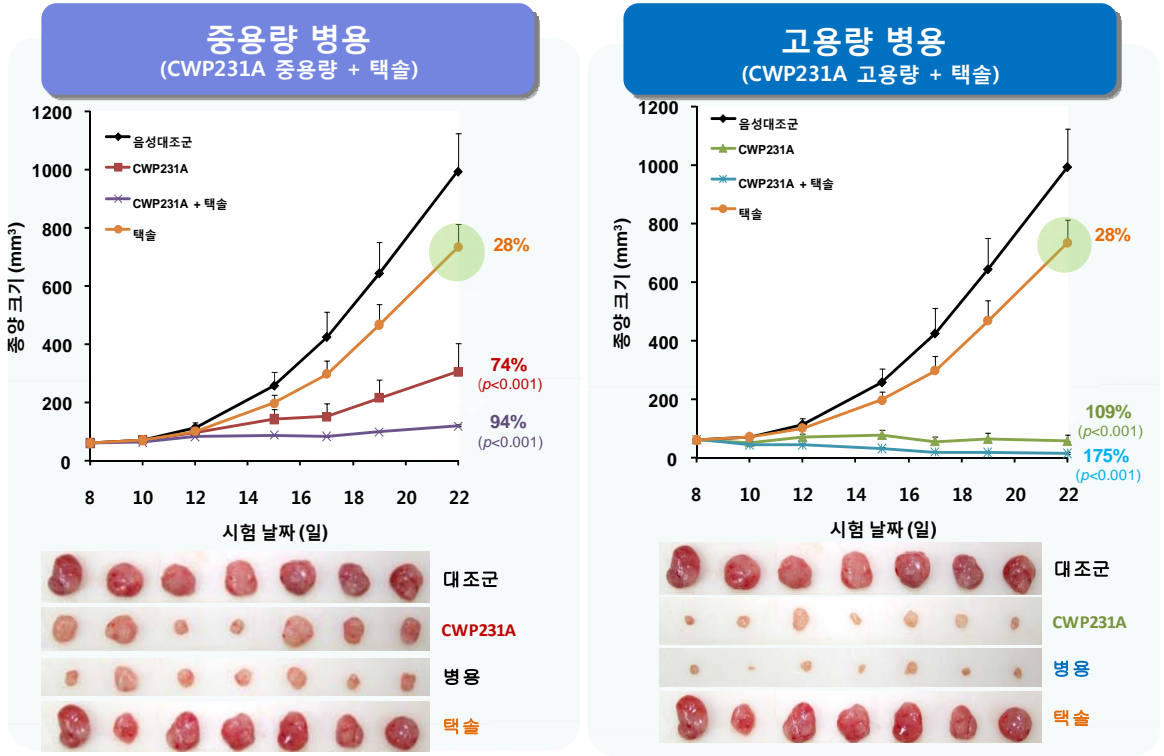 중용량 병용
(CWP231A 중용량 + 택솔)
1200
1000
800
600
400
200
0
8
10
12
14
16
18
20
22
음성대조군
CWP231A
CWP231A + 택솔
택솔
28%
74%
(p<0.001)
94%
(p<0.001)
종양 크기 (mm³)
시험 날짜 (일)
대조군
CWP231A
병용
택솔
고용량 병용
(CWP231A 고용량 + 택솔)
1200
1000
800
600
400
200
0
8
10
12
14
16
18
20
22
음성대조군
CWP231A
CWP231A + 택솔
택솔
28%
109%
(p<0.001)
175%
(p<0.001)
종양 크기 (mm³)
시험 날짜 (일)
대조군
CWP231A
병용
택솔